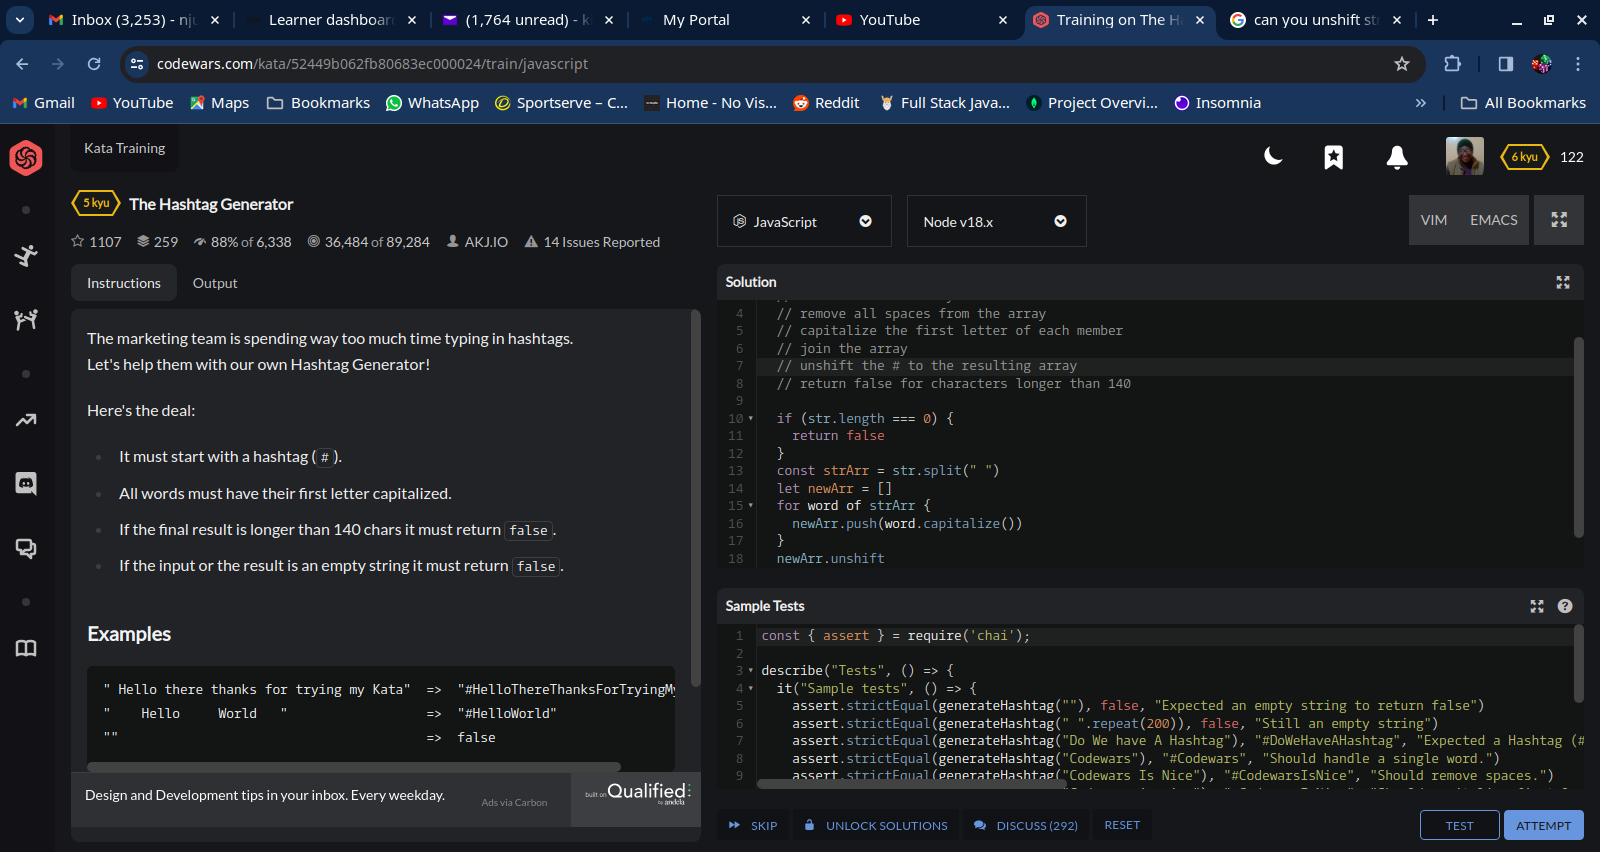 Inbox (3,253) - nju
Learner dashboard
(1,764 unread) - k
My Portal
YouTube
Training on The Ha
can you unshift str
codewars.com/kata/52449b062fb80683ec000024/train/javascript
Gmail
YouTube
Maps
Bookmarks
WhatsApp
Sportserve – C...
Home - No Vis...
Reddit
Full Stack Java...
Project Overvi...
Insomnia
»
All Bookmarks
Kata Training
6 kyu
122
5 kyu
The Hashtag Generator
1107
259
88% of 6,338
36,484 of 89,284
AKJ.IO
14 Issues Reported
Instructions
Output
The marketing team is spending way too much time typing in hashtags.
Let's help them with our own Hashtag Generator!
Here's the deal:
It must start with a hashtag (#).
All words must have their first letter capitalized.
If the final result is longer than 140 chars it must return false.
If the input or the result is an empty string it must return false.
Examples
" Hello there thanks for trying my Kata" => "#HelloThereThanksForTryingMy
" Hello World " => "#HelloWorld"
"" => false
Design and Development tips in your inbox. Every weekday.
Ads via Carbon
built on Qualified
by andela
JavaScript
Node v18.x
VIM
EMACS
Solution
4 // remove all spaces from the array
5 // capitalize the first letter of each member
6 // join the array
7 // unshift the # to the resulting array
8 // return false for characters longer than 140
9
10 if (str.length === 0) {
11 return false
12 }
13 const strArr = str.split(" ")
14 let newArr = []
15 for word of strArr {
16 newArr.push(word.capitalize())
17 }
18 newArr.unshift
Sample Tests
1 const { assert } = require('chai');
2
3 describe("Tests", () => {
4 it("Sample tests", () => {
5 assert.strictEqual(generateHashtag(""), false, "Expected an empty string to return false")
6 assert.strictEqual(generateHashtag(" ".repeat(200)), false, "Still an empty string")
7 assert.strictEqual(generateHashtag("Do We have A Hashtag"), "#DoWeHaveAHashtag", "Expected a Hashtag (#
8 assert.strictEqual(generateHashtag("Codewars"), "#Codewars", "Should handle a single word.")
9 assert.strictEqual(generateHashtag("Codewars Is Nice"), "#CodewarsIsNice", "Should remove spaces.")
SKIP
UNLOCK SOLUTIONS
DISCUSS (292)
RESET
TEST
ATTEMPT